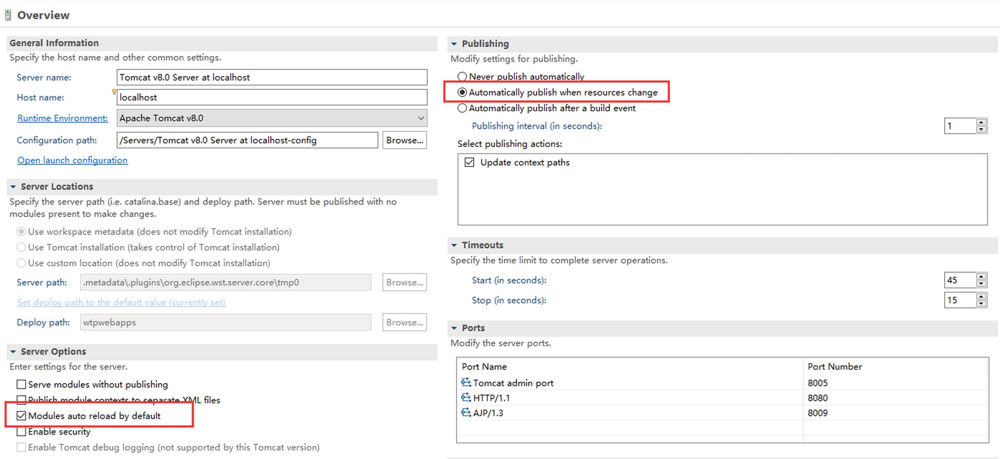 Overview
General Information
Specify the host name and other common settings.
Server name:
Tomcat v8.0 Server at localhost
Host name:
localhost
Runtime Environment:
Apache Tomcat v8.0
Configuration path:
/Servers/Tomcat v8.0 Server at localhost-config
Browse...
Open launch configuration
Server Locations
Specify the server path (i.e. catalina.base) and deploy path. Server must be published with no
modules present to make changes.
Use workspace metadata (does not modify Tomcat installation)
Use Tomcat installation (takes control of Tomcat installation)
Use custom location (does not modify Tomcat installation)
Server path:
.metadata\.plugins\org.eclipse.wst.server.core\tmp0
Browse...
Set deploy path to the default value (currently set)
Deploy path:
wtpwebapps
Browse...
Server Options
Enter settings for the server.
Serve modules without publishing
Publish module contexts to separate XML files
Modules auto reload by default
Enable security
Enable Tomcat debug logging (not supported by this Tomcat version)
Publishing
Modify settings for publishing.
Never publish automatically
Automatically publish when resources change
Automatically publish after a build event
Publishing interval (in seconds):
1
Select publishing actions:
Update context paths
Timeouts
Specify the time limit to complete server operations.
Start (in seconds):
45
Stop (in seconds):
15
Ports
Modify the server ports.
Port Name Port Number
Tomcat admin port 8005
HTTP/1.1 8080
AJP/1.3 8009